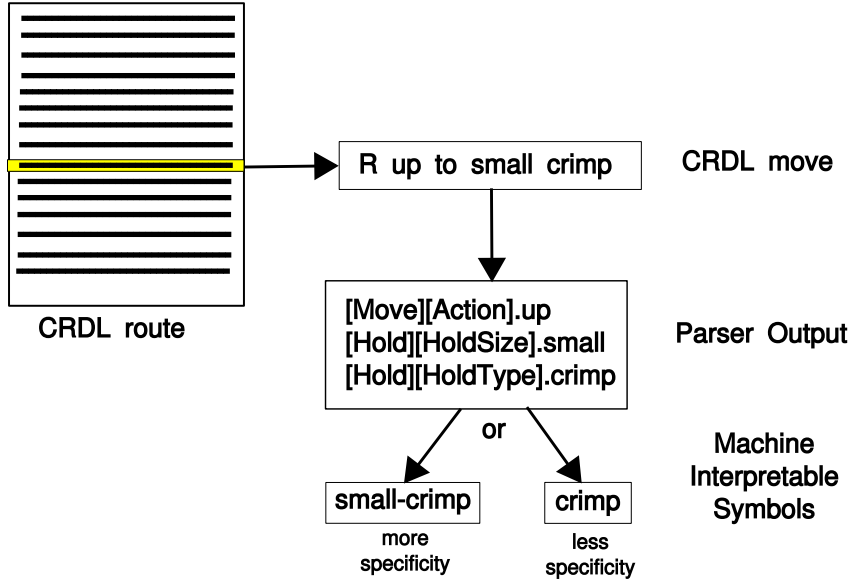 R up to small crimp
CRDL move
CRDL route
[Move][Action].up
[Hold][HoldSize].small
[Hold][HoldType].crimp
Parser Output
or
Machine
Interpretable
Symbols
small-crimp
crimp
more
specificity
less
specificity